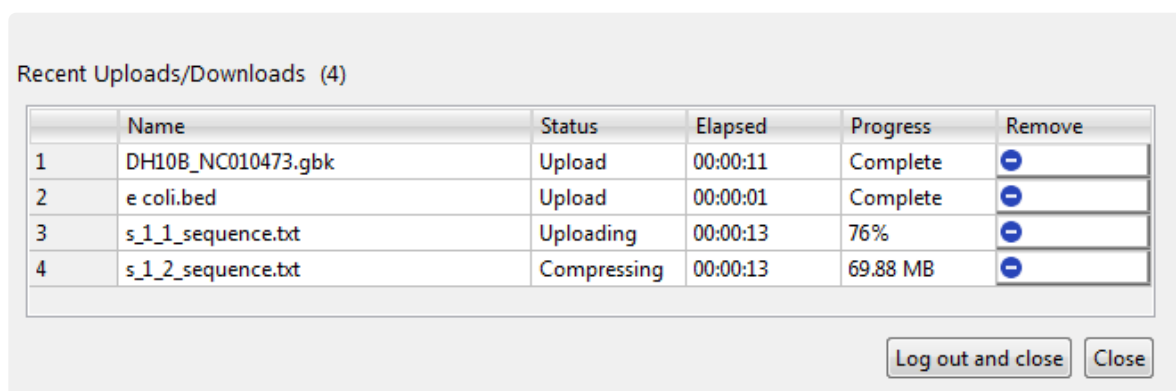 Recent Uploads/Downloads (4)
Name Status Elapsed Progress Remove
1 DH10B_NC010473.gbk Upload 00:00:11 Complete
2 e coli.bed Upload 00:00:01 Complete
3 s_1_1_sequence.txt Uploading 00:00:13 76%
4 s_1_2_sequence.txt Compressing 00:00:13 69.88 MB
Log out and close Close